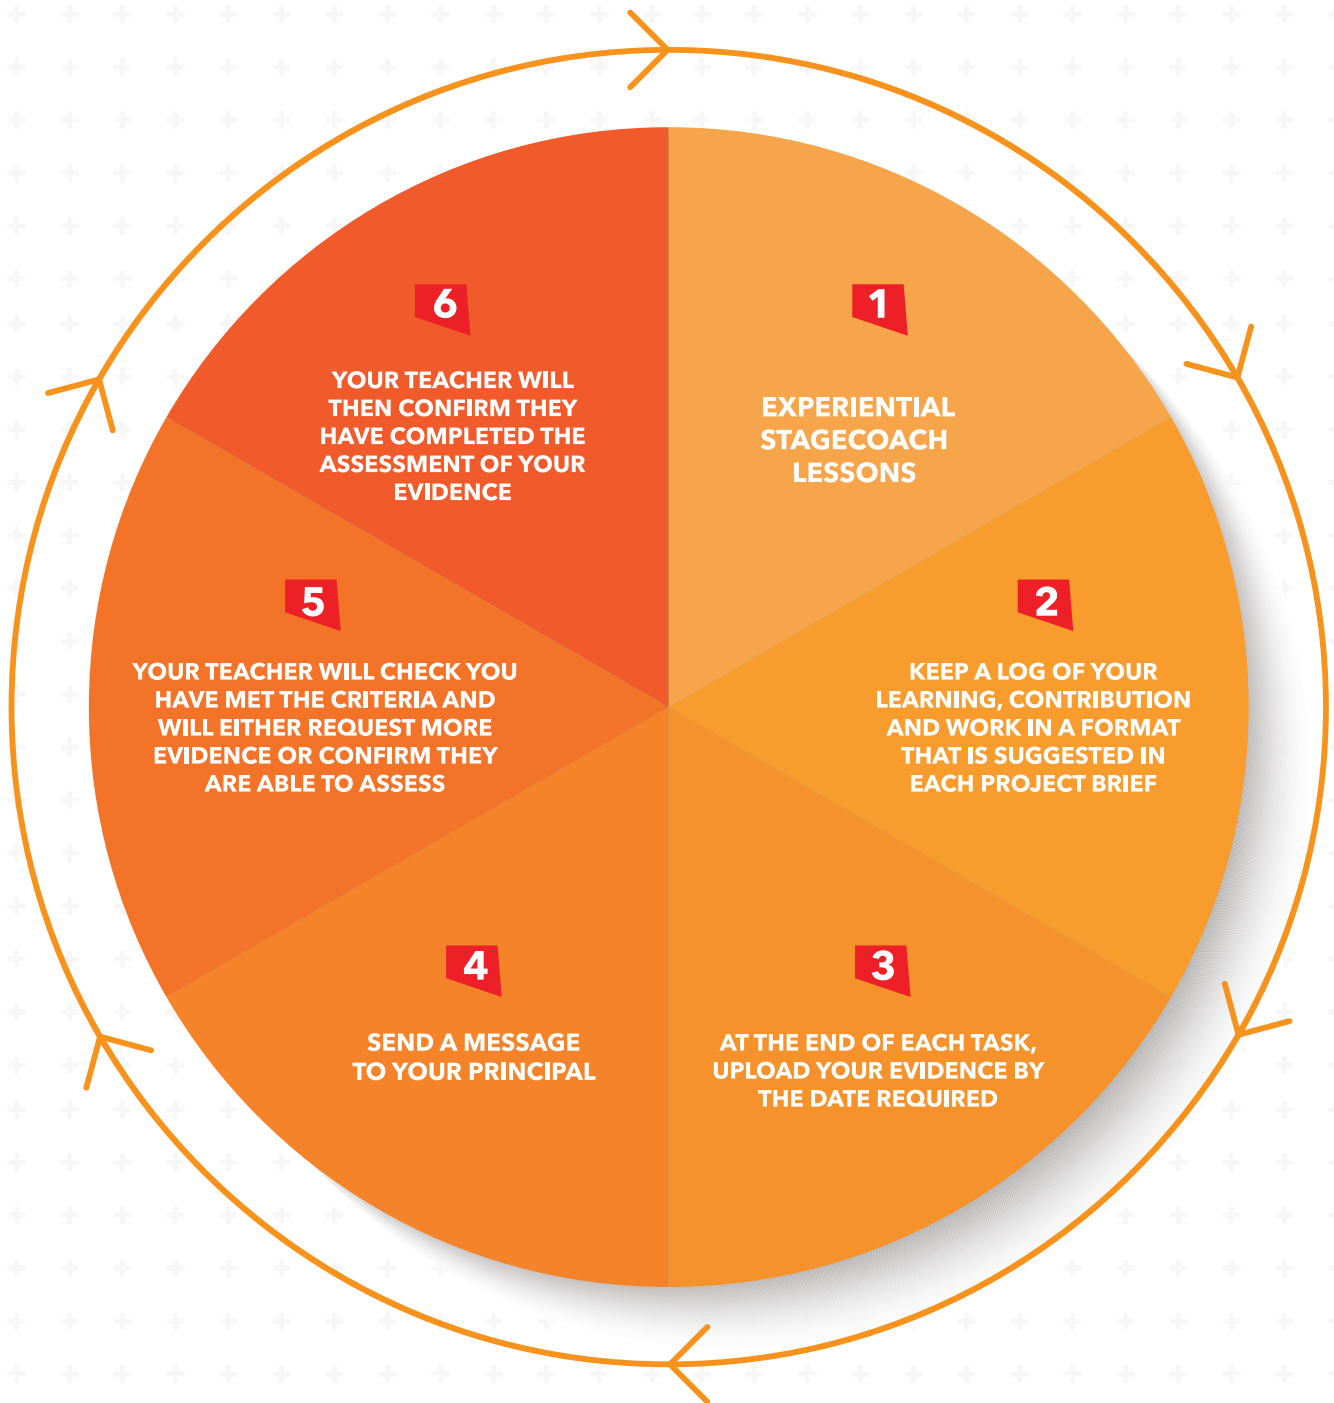 1
EXPERIENTIAL
STAGECOACH
LESSONS
2
KEEP A LOG OF YOUR
LEARNING, CONTRIBUTION
AND WORK IN A FORMAT
THAT IS SUGGESTED IN
EACH PROJECT BRIEF
3
AT THE END OF EACH TASK,
UPLOAD YOUR EVIDENCE BY
THE DATE REQUIRED
4
SEND A MESSAGE
TO YOUR PRINCIPAL
5
YOUR TEACHER WILL CHECK YOU
HAVE MET THE CRITERIA AND
WILL EITHER REQUEST MORE
EVIDENCE OR CONFIRM THEY
ARE ABLE TO ASSESS
6
YOUR TEACHER WILL
THEN CONFIRM THEY
HAVE COMPLETED THE
ASSESSMENT OF YOUR
EVIDENCE